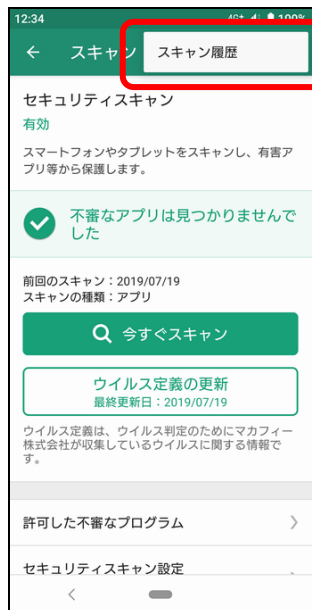 12:34
4G+ 100%
スキャン
スキャン履歴
セキュリティスキャン
有効
スマートフォンやタブレットをスキャンし、有害ア
プリ等から保護します。
不審なアプリは見つかりませんで
した
前回のスキャン：2019/07/19
スキャンの種類：アプリ
今すぐスキャン
ウイルス定義の更新
最終更新日：2019/07/19
ウイルス定義は、ウイルス判定のためにマカフィー
株式会社が収集しているウイルスに関する情報で
す。
許可した不審なプログラム
セキュリティスキャン設定